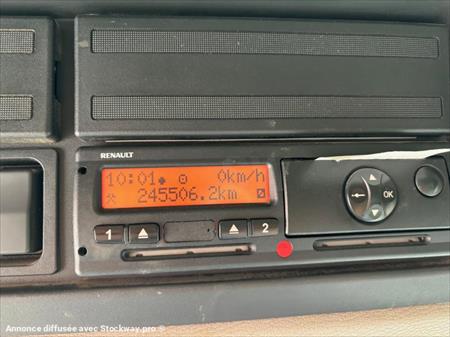 RENAULT
10:01 0km/h
245506.2km
1 2 OK
Annonce diffusée avec Stockway.pro ©